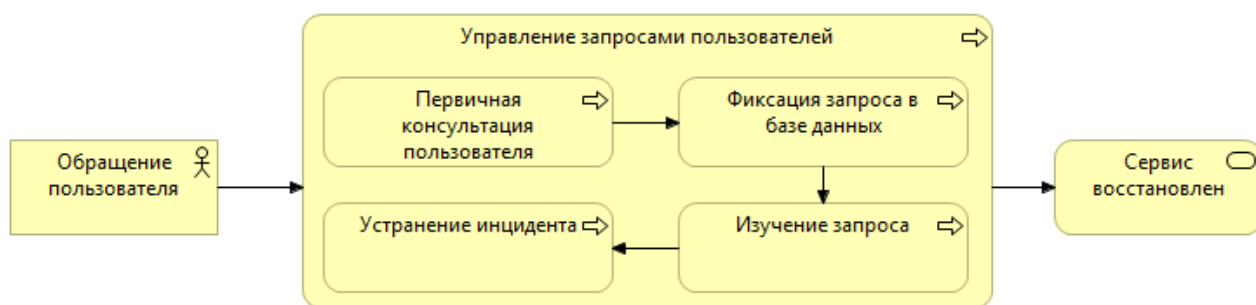 Управление запросами пользователей
Первичная
консультация
пользователя
Фиксация запроса в
базе данных
Обращение
пользователя
Сервис
восстановлен
Устранение инцидента
Изучение запроса